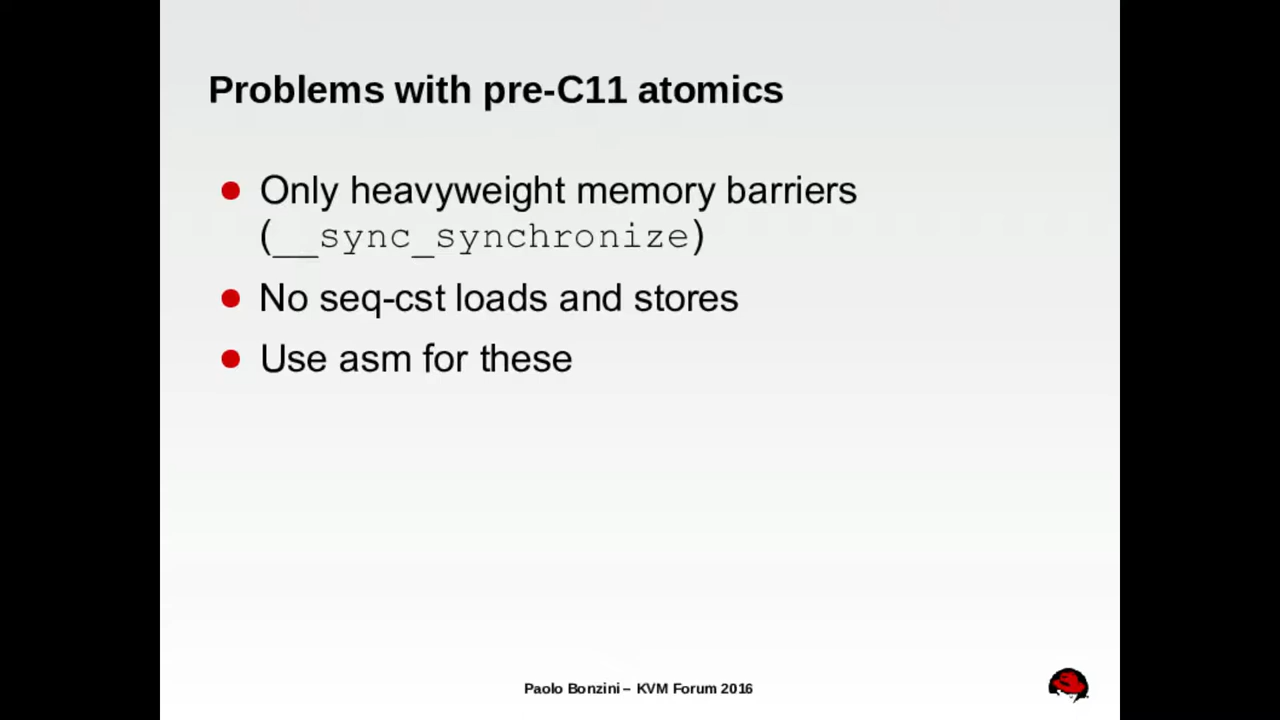 Problems with pre-C11 atomics
Only heavyweight memory barriers
(__sync_synchronize)
No seq-cst loads and stores
Use asm for these
Paolo Bonzini – KVM Forum 2016